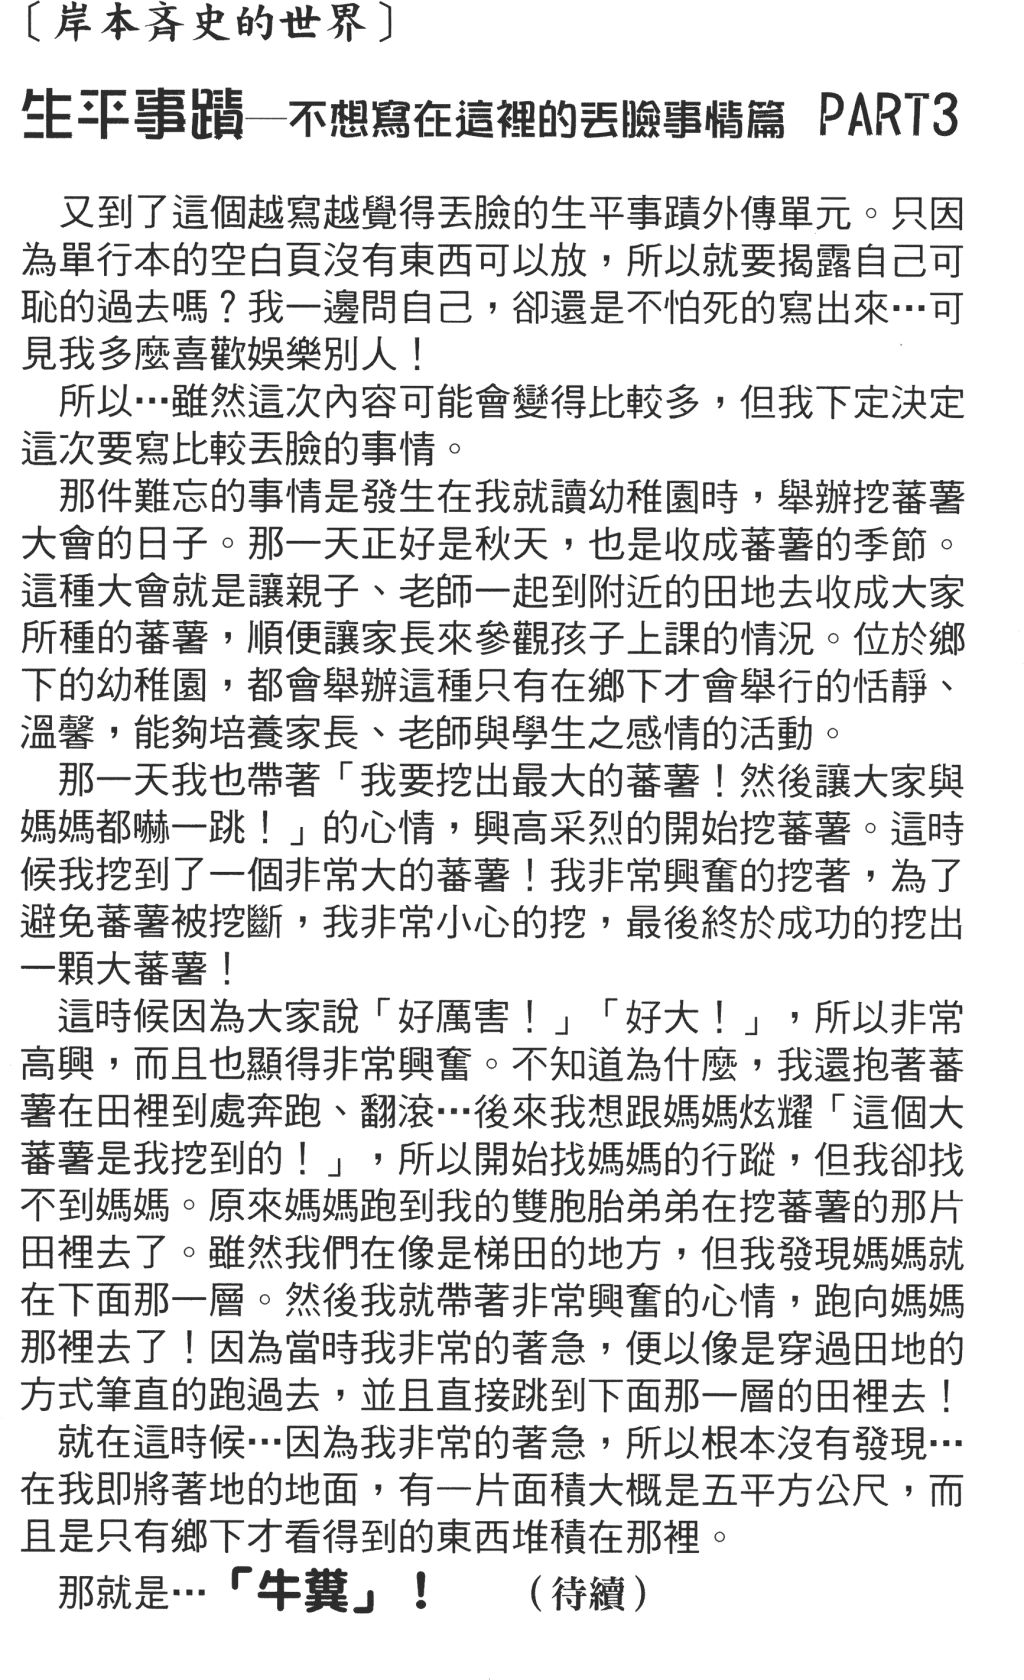 〔岸本斉史的世界〕
生平事蹟─不想寫在這裡的丟臉事情篇 PART3
又到了這個越寫越覺得丟臉的生平事蹟外傳單元。只因
為單行本的空白頁沒有東西可以放，所以就要揭露自己可
恥的過去嗎？我一邊問自己，卻還是不怕死的寫出來…可
見我多麼喜歡娛樂別人！
所以…雖然這次內容可能會變得比較多，但我下定決定
這次要寫比較丟臉的事情。
那件難忘的事情是發生在我就讀幼稚園時，舉辦挖蕃薯
大會的日子。那一天正好是秋天，也是收成蕃薯的季節。
這種大會就是讓親子、老師一起到附近的田地去收成大家
所種的蕃薯，順便讓家長來參觀孩子上課的情況。位於鄉
下的幼稚園，都會舉辦這種只有在鄉下才會舉行的恬靜、
溫馨，能夠培養家長、老師與學生之感情的活動。
那一天我也帶著「我要挖出最大的蕃薯！然後讓大家與
媽媽都嚇一跳！」的心情，興高采烈的開始挖蕃薯。這時
候我挖到了一個非常大的蕃薯！我非常興奮的挖著，為了
避免蕃薯被挖斷，我非常小心的挖，最後終於成功的挖出
一顆大蕃薯！
這時候因為大家說「好厲害！」「好大！」，所以非常
高興，而且也顯得非常興奮。不知道為什麼，我還抱著蕃
薯在田裡到處奔跑、翻滾…後來我想跟媽媽炫耀「這個大
蕃薯是我挖到的！」，所以開始找媽媽的行蹤，但我卻找
不到媽媽。原來媽媽跑到我的雙胞胎弟弟在挖蕃薯的那片
田裡去了。雖然我們在像是梯田的地方，但我發現媽媽就
在下面那一層。然後我就帶著非常興奮的心情，跑向媽媽
那裡去了！因為當時我非常的著急，便以像是穿過田地的
方式筆直的跑過去，並且直接跳到下面那一層的田裡去！
就在這時候…因為我非常的著急，所以根本沒有發現…
在我即將著地的地面，有一片面積大概是五平方公尺，而
且是只有鄉下才看得到的東西堆積在那裡。
那就是…「牛糞」！ （待續）